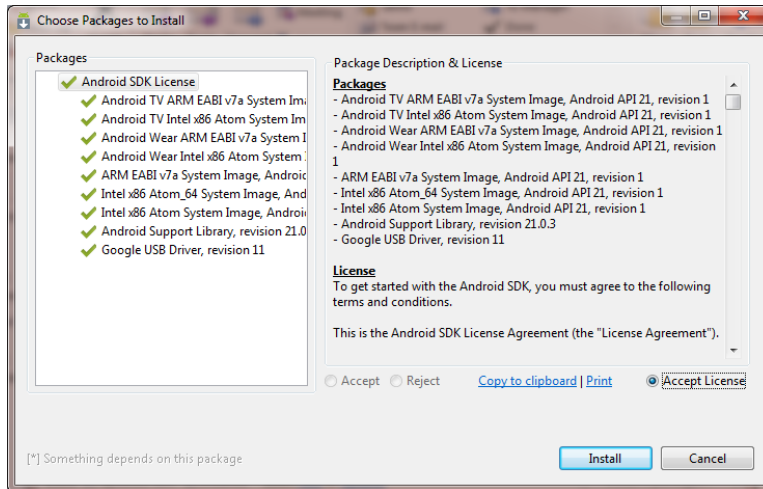 Choose Packages to Install
Packages
Android SDK License
Android TV ARM EABI v7a System Ima
Android TV Intel x86 Atom System Im
Android Wear ARM EABI v7a System I
Android Wear Intel x86 Atom System
ARM EABI v7a System Image, Android
Intel x86 Atom_64 System Image, And
Intel x86 Atom System Image, Androi
Android Support Library, revision 21.0
Google USB Driver, revision 11
Package Description & License
Packages
- Android TV ARM EABI v7a System Image, Android API 21, revision 1
- Android TV Intel x86 Atom System Image, Android API 21, revision 1
- Android Wear ARM EABI v7a System Image, Android API 21, revision 1
- Android Wear Intel x86 Atom System Image, Android API 21, revision
1
- ARM EABI v7a System Image, Android API 21, revision 1
- Intel x86 Atom_64 System Image, Android API 21, revision 1
- Intel x86 Atom System Image, Android API 21, revision 1
- Android Support Library, revision 21.0.3
- Google USB Driver, revision 11
License
To get started with the Android SDK, you must agree to the following
terms and conditions.
This is the Android SDK License Agreement (the "License Agreement").
Accept Reject Copy to clipboard | Print Accept License
[*] Something depends on this package
Install Cancel